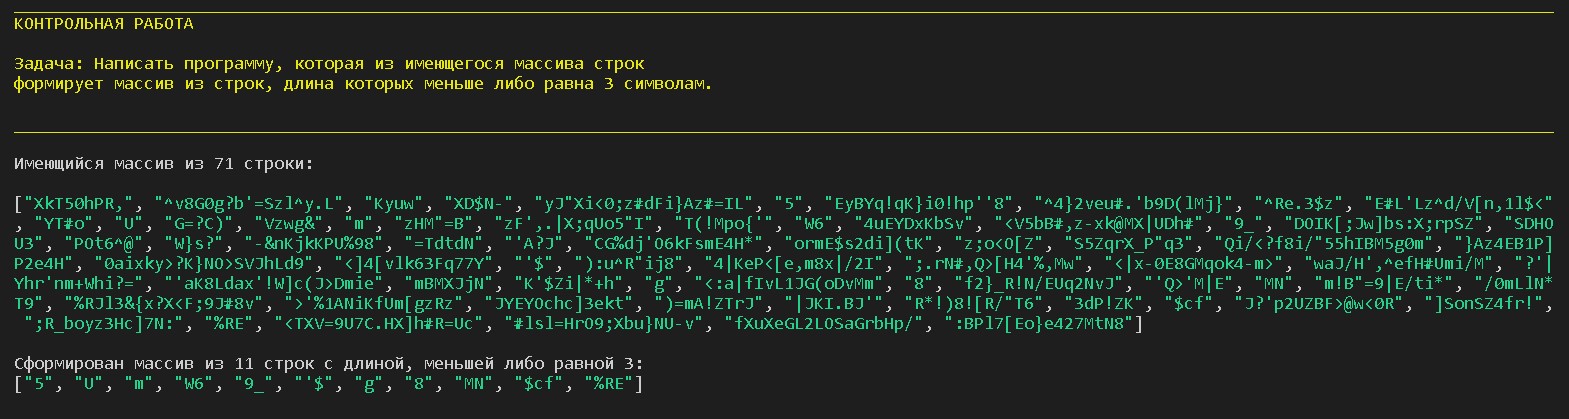 КОНТРОЛЬНАЯ РАБОТА
Задача: Написать программу, которая из имеющегося массива строк
формирует массив из строк, длина которых меньше либо равна 3 символам.
Имеющийся массив из 71 строки:
["XkT50hPR,", "^v8G0g?b'=Szl^y.L", "Kyuw", "XD$N-", "yJ"Xi<0;z#dFi}Az#=IL", "5", "EyBYq!qK}i0!hp''8", "^4}2veu#.'b9D(lMj}", "^Re.3$z", "E#L'Lz^d/V[n,1l$<"
, "YT#o", "U", "G=?C)", "Vzwg&", "m", "zHM"=B", "zF',.|X;qUo5"I", "T(!Mpo{'", "W6", "4uEYDxKbSv", "<V5bB#,z-xk@MX|UDh#", "9_", "DOIK[;Jw]bs:X;rpSZ", "SDHO
U3", "POt6^@", "W}s?", "-&nKjkKPU%98", "=TdtdN", "'A?J", "CG%dj'O6kFsmE4H*", "ormE$s2di](tK", "z;o<O[Z", "S5ZqrX_P"q3", "Qi/<?f8i/"55hIBM5g0m", "}Az4EB1P]
P2e4H", "0aixky>?K}NO>SVJhLd9", "<]4[vlk63Fq77Y", "'$", "):u^R"ij8", "4|KeP<[e,m8x|/2I", ";.rN#,Q>[H4'%,Mw", "<|x-0E8GMqok4-m>", "waJ/H',^efH#Umi/M", "?'|
Yhr'nm+Whi?=", "'aK8Ldax'!W]c(J>Dmie", "mBMXJjN", "K'$Zi|*+h", "g", "<:a|fIvL1JG(oDvMm", "8", "f2}_R!N/EUq2NvJ", "'Q>'M|E", "MN", "m!B"=9|E/ti*", "/0mLlN*
T9", "%RJl3&{x?X<F;9J#8v", ">'%1ANiKfUm[gzRz", "JYEYOchc]3ekt", ")=mA!ZTrJ", "|JKI.BJ'", "R*!)8![R/"T6", "3dP!ZK", "$cf", "J?'p2UZBF>@w<0R", "]SonSZ4fr!",
";R_boyz3Hc]7N:", "%RE", "<TXV=9U7C.HX]h#R=Uc", "#lsl=HrO9;Xbu}NU-v", "fXuXeGL2LOSaGrbHp/", ":BPl7[Eo}e427MtN8"]
Сформирован массив из 11 строк с длиной, меньшей либо равной 3:
["5", "U", "m", "W6", "9_", "'$", "g", "8", "MN", "$cf", "%RE"]